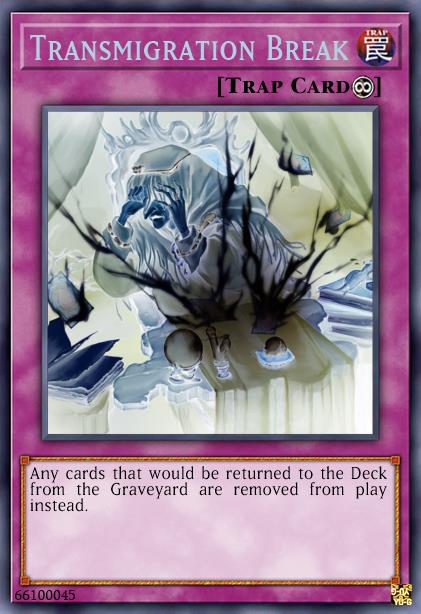 TRANSMIGRATION BREAK
TRAP
罠
[TRAP CARD♾]
Any cards that would be returned to the Deck
from the Graveyard are removed from play
instead.
66100045